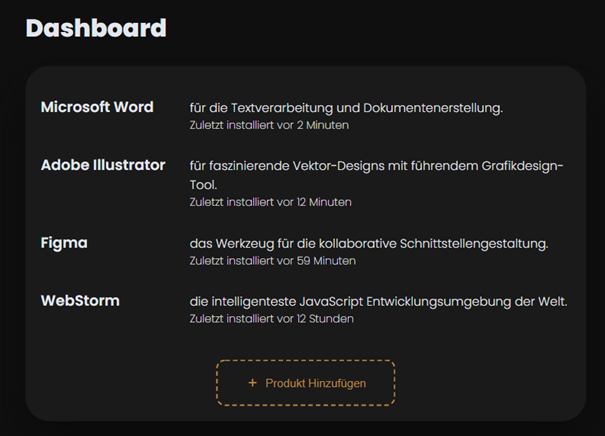 Dashboard
Microsoft Word
für die Textverarbeitung und Dokumentenerstellung.
Zuletzt installiert vor 2 Minuten
Adobe Illustrator
für faszinierende Vektor-Designs mit führendem Grafikdesign-
Tool.
Zuletzt installiert vor 12 Minuten
Figma
das Werkzeug für die kollaborative Schnittstellengestaltung.
Zuletzt installiert vor 59 Minuten
WebStorm
die intelligenteste JavaScript Entwicklungsumgebung der Welt.
Zuletzt installiert vor 12 Stunden
+ Produkt Hinzufügen